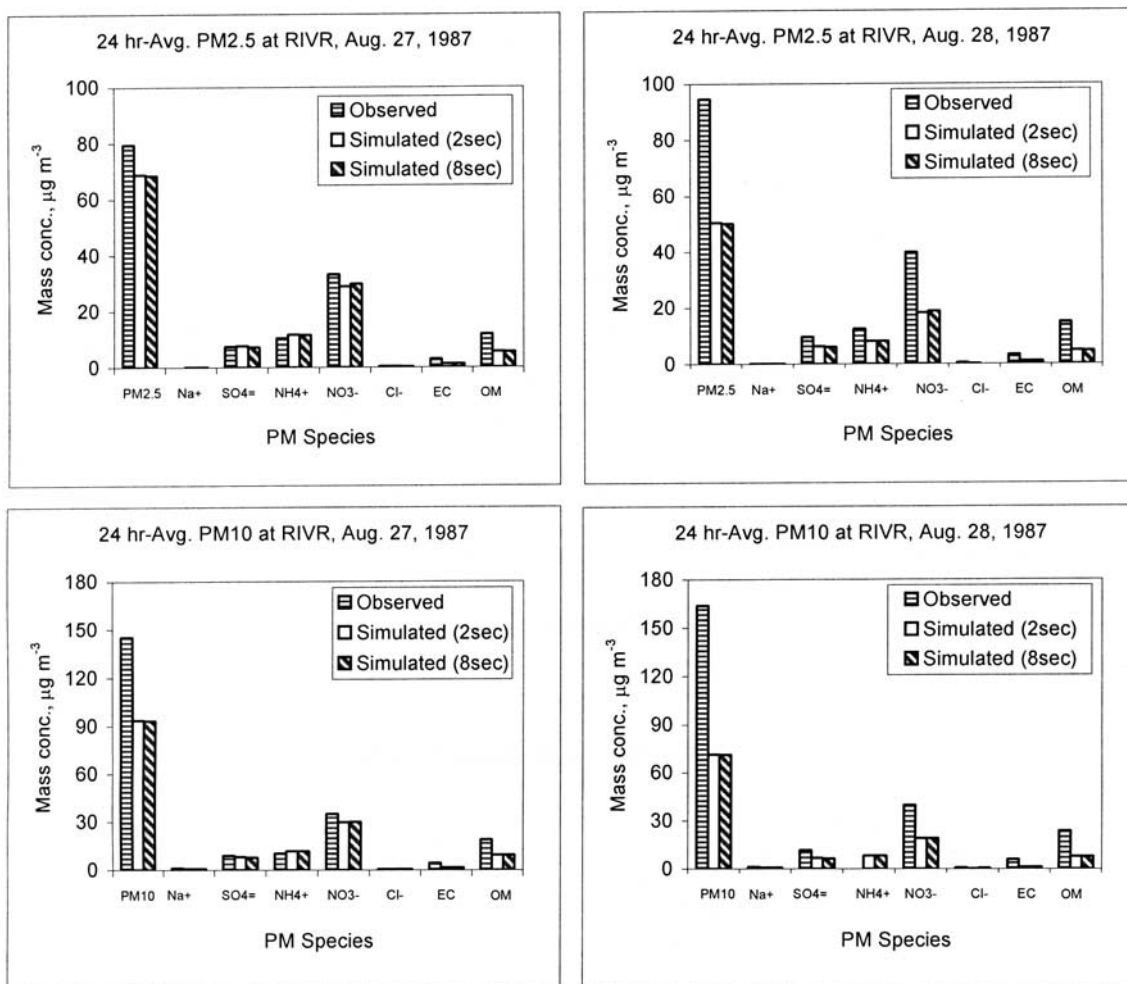 24 hr-Avg. PM2.5 at RIVR, Aug. 27, 1987
100
80
60
40
20
0
Mass conc., µg m⁻³
Observed
Simulated (2sec)
Simulated (8sec)
PM2.5 Na+ SO4= NH4+ NO3- Cl- EC OM
PM Species
24 hr-Avg. PM2.5 at RIVR, Aug. 28, 1987
100
80
60
40
20
0
Mass conc., µg m⁻³
Observed
Simulated (2sec)
Simulated (8sec)
PM2.5 Na+ SO4= NH4+ NO3- Cl- EC OM
PM Species
24 hr-Avg. PM10 at RIVR, Aug. 27, 1987
180
150
120
90
60
30
0
Mass conc., µg m⁻³
Observed
Simulated (2sec)
Simulated (8sec)
PM10 Na+ SO4= NH4+ NO3- Cl- EC OM
PM Species
24 hr-Avg. PM10 at RIVR, Aug. 28, 1987
180
150
120
90
60
30
0
Mass conc., µg m⁻³
Observed
Simulated (2sec)
Simulated (8sec)
PM10 Na+ SO4= NH4+ NO3- Cl- EC OM
PM Species